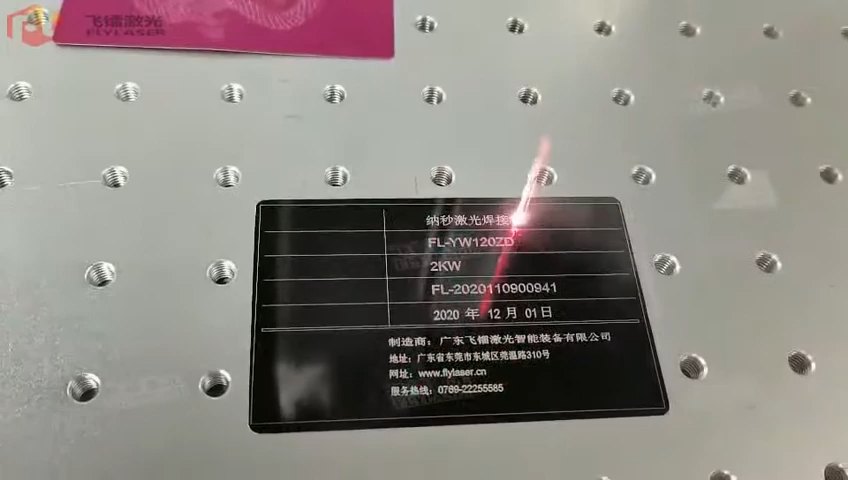 飞镭激光
FLYLASER
纳秒激光焊接
FL-YW120ZD
2KW
FL-2020110900941
2020 年 12 月 01日
制造商：广东飞镭激光智能装备有限公司
地址：广东省东莞市东城区莞温路310号
网址：www.flylaser.cn
服务热线：0769-22255585